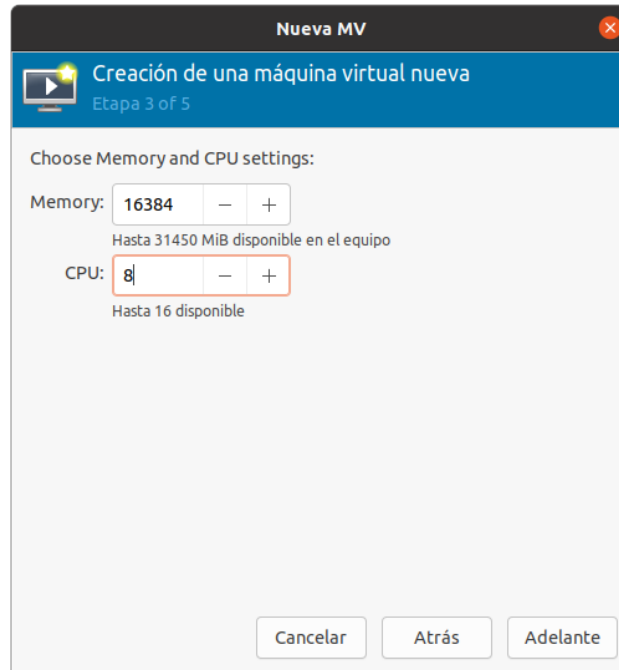 Nueva MV
Creación de una máquina virtual nueva
Etapa 3 of 5
Choose Memory and CPU settings:
Memory: 16384 − +
Hasta 31450 MiB disponible en el equipo
CPU: 8 − +
Hasta 16 disponible
Cancelar Atrás Adelante